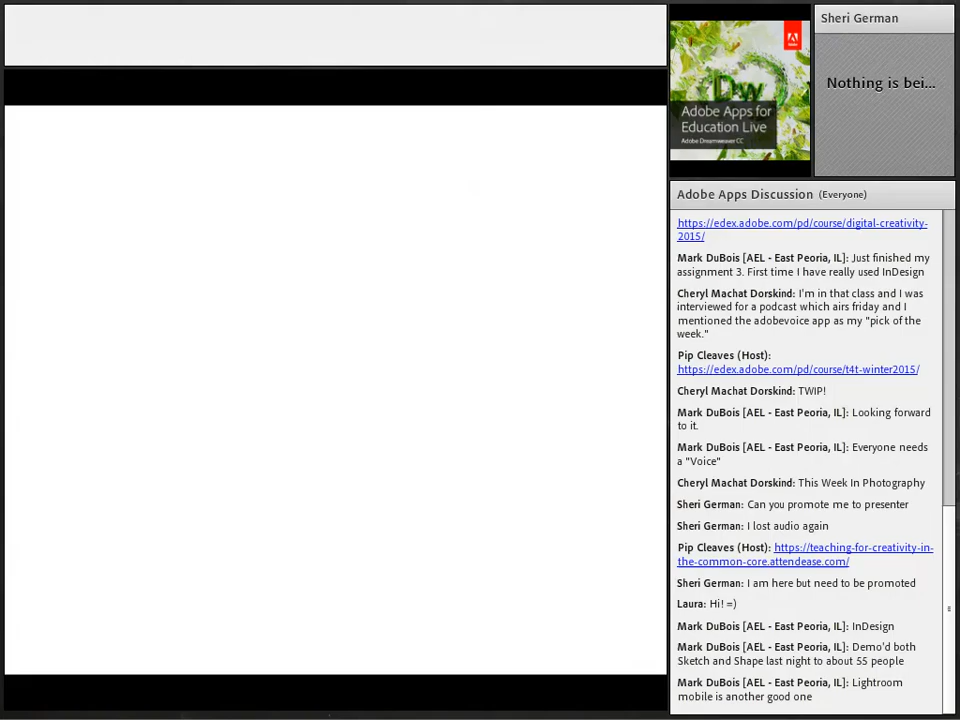 Dw
Adobe Apps for
Education Live
Adobe Dreamweaver CC
Sheri German
Nothing is bei...
Adobe Apps Discussion (Everyone)
https://edex.adobe.com/pd/course/digital-creativity-
2015/
Mark DuBois [AEL - East Peoria, IL]: Just finished my
assignment 3. First time I have really used InDesign
Cheryl Machat Dorskind: I'm in that class and I was
interviewed for a podcast which airs friday and I
mentioned the adobevoice app as my "pick of the
week."
Pip Cleaves (Host):
https://edex.adobe.com/pd/course/t4t-winter2015/
Cheryl Machat Dorskind: TWIP!
Mark DuBois [AEL - East Peoria, IL]: Looking forward
to it.
Mark DuBois [AEL - East Peoria, IL]: Everyone needs
a "Voice"
Cheryl Machat Dorskind: This Week In Photography
Sheri German: Can you promote me to presenter
Sheri German: I lost audio again
Pip Cleaves (Host): https://teaching-for-creativity-in-
the-common-core.attendease.com/
Sheri German: I am here but need to be promoted
Laura: Hi! =)
Mark DuBois [AEL - East Peoria, IL]: InDesign
Mark DuBois [AEL - East Peoria, IL]: Demo'd both
Sketch and Shape last night to about 55 people
Mark DuBois [AEL - East Peoria, IL]: Lightroom
mobile is another good one